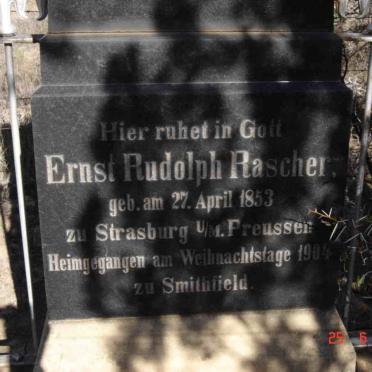 Hier ruhet in Gott
Ernst Rudolph Rascher,
geb. am 27. April 1853
zu Strasburg U/M. Preussen
Heimgegangen am Weihnachtstage 1904
zu Smithfield.
25 6